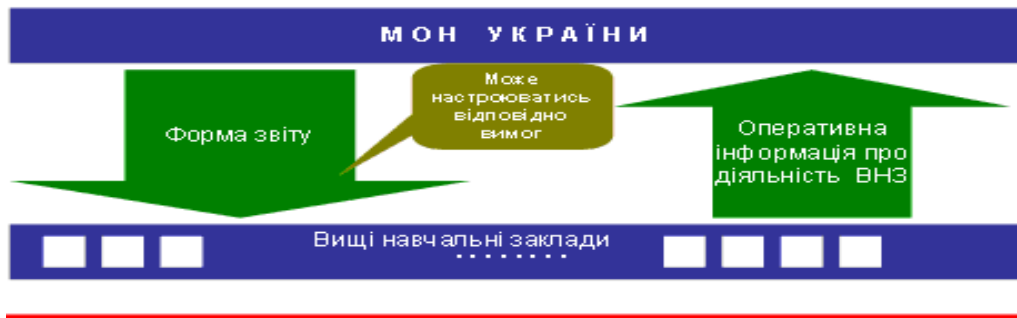 МОН УКРАЇНИ
Може
настроюватись
відповідно
вимог
Форма звіту
Оперативна
інформація про
діяльність ВНЗ
Вищі навчальні заклади
........